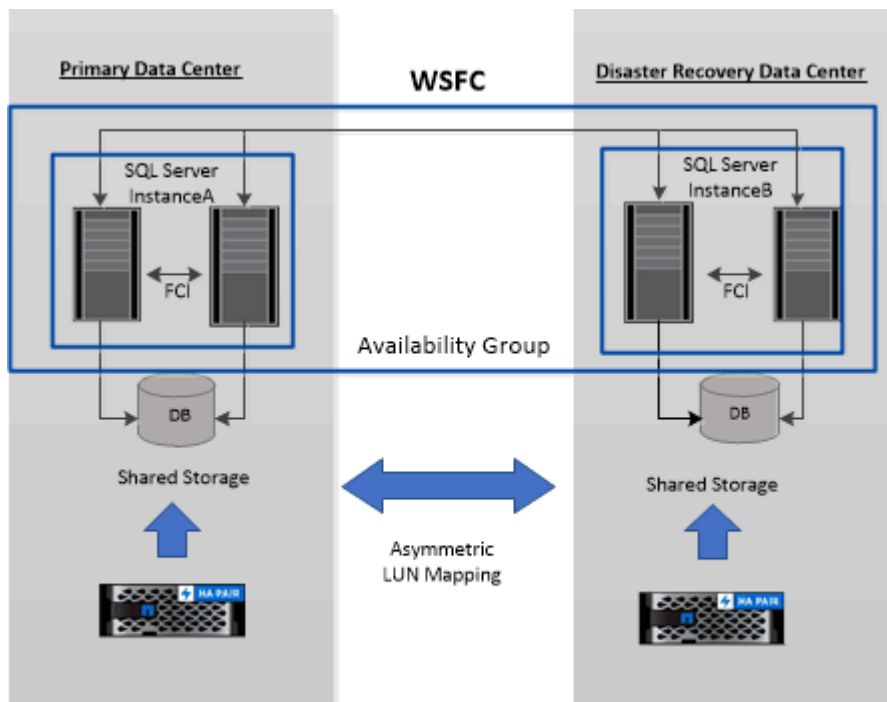 Primary Data Center
WSFC
Disaster Recovery Data Center
SQL Server
InstanceA
SQL Server
InstanceB
FCI
FCI
Availability Group
DB
DB
Shared Storage
Shared Storage
Asymmetric
LUN Mapping
HA PAIR
HA PAIR